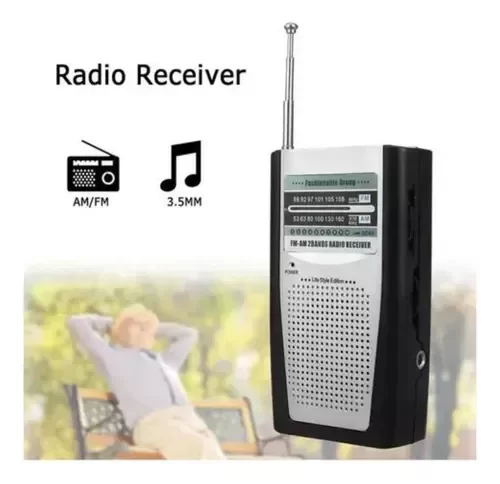 Radio Receiver
AM/FM
3.5MM
Fashionable Group
88 92 97 101 105 108 FM
53 63 80 100 130 160 AM
FM-AM 2BANDS RADIO RECEIVER
POWER
Life Style Edition